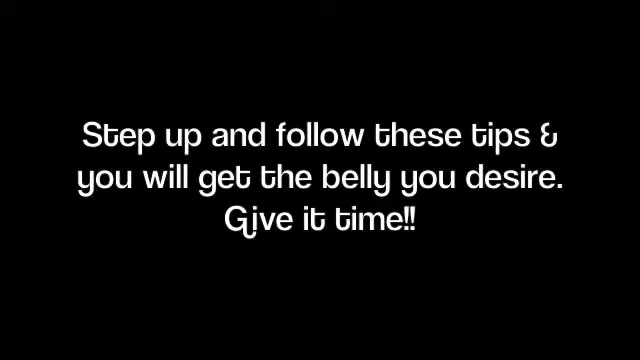 Step up and follow these tips &
you will get the belly you desire.
Give it time!!